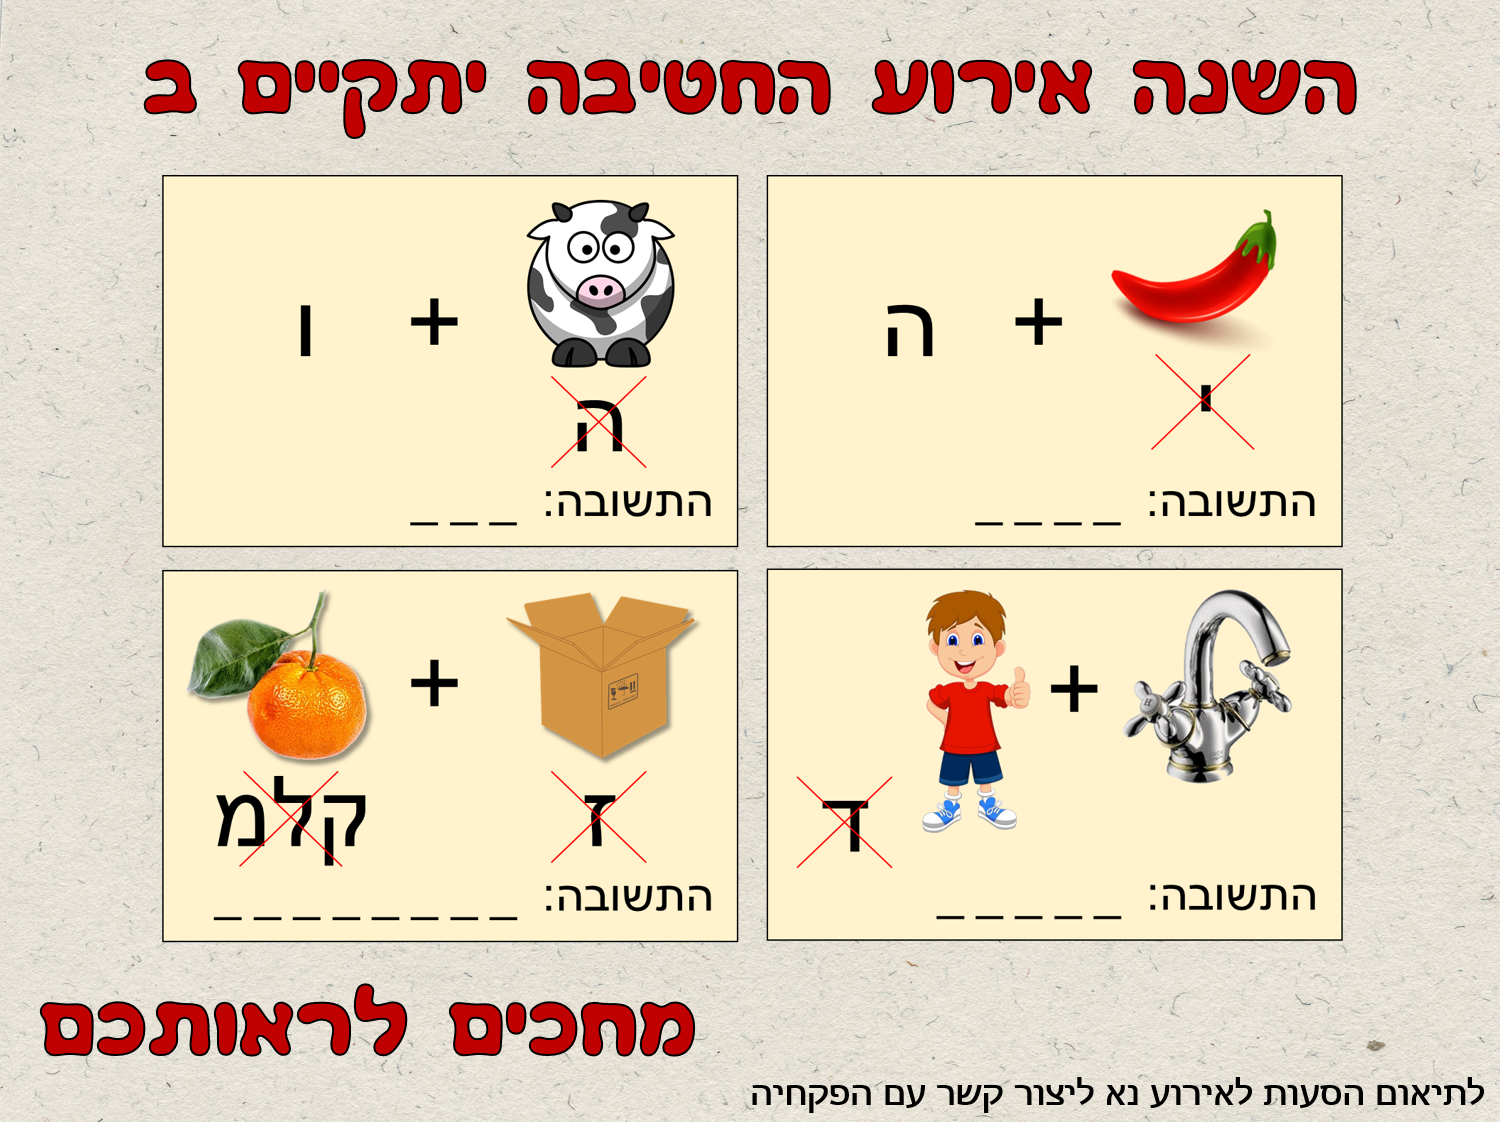 השנה אירוע החטיבה יתקיים ב
+ ה
י
התשובה: _ _ _ _
+ ו
ה
התשובה: _ _ _
+
ד
התשובה: _ _ _ _ _
+
ז
קלמ
התשובה: _ _ _ _ _ _ _ _
מחכים לראותכם
לתיאום הסעות לאירוע נא ליצור קשר עם הפקחיה